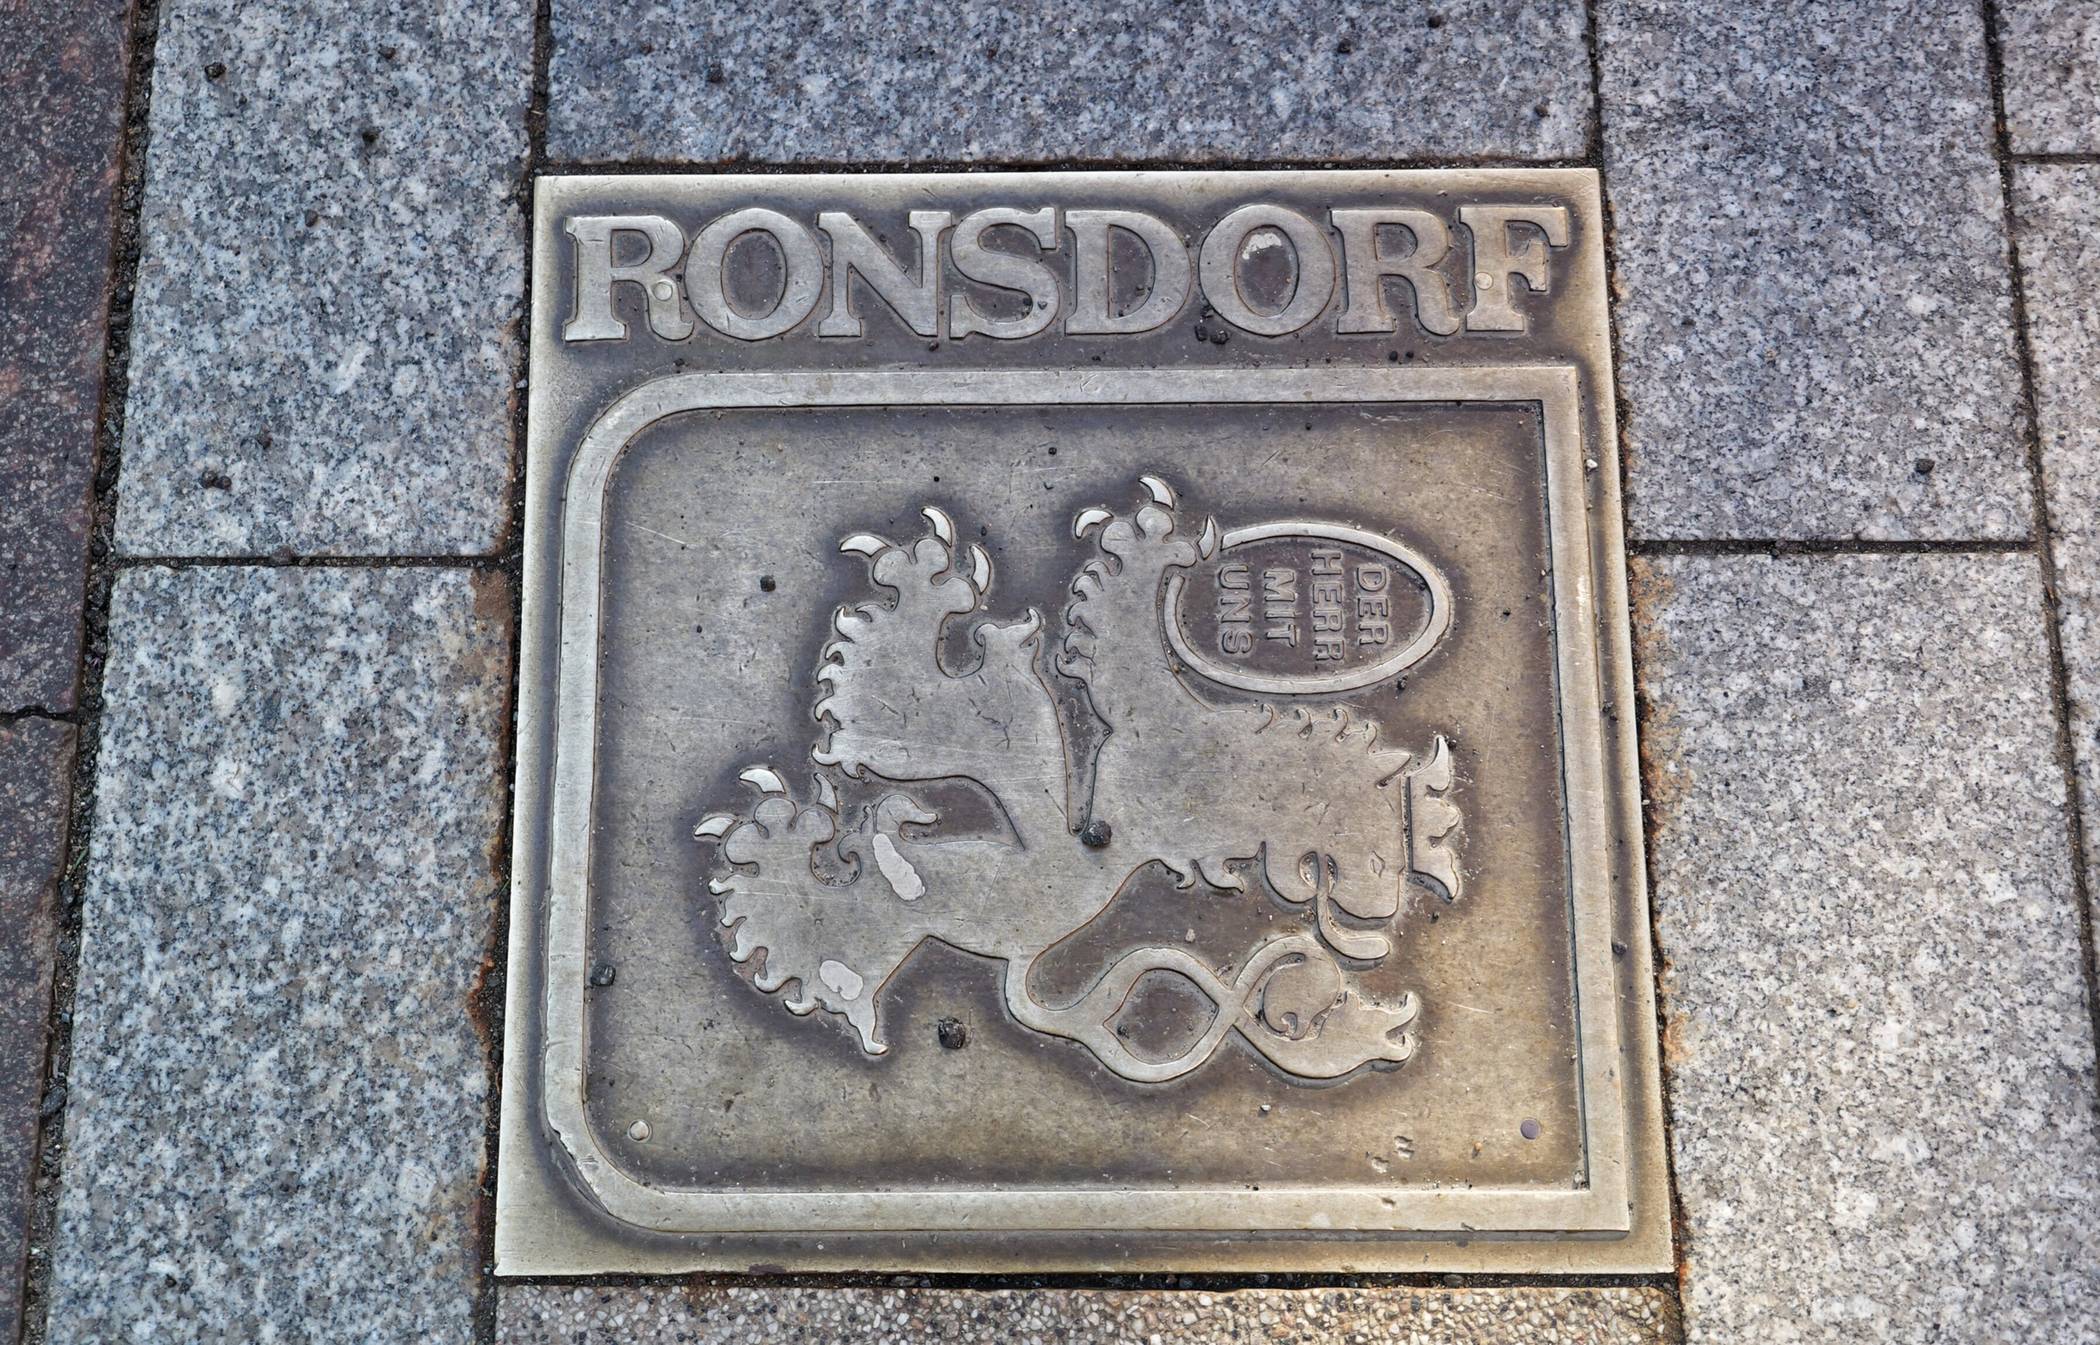 RONSDORF
DER
HERR
MIT
UNS